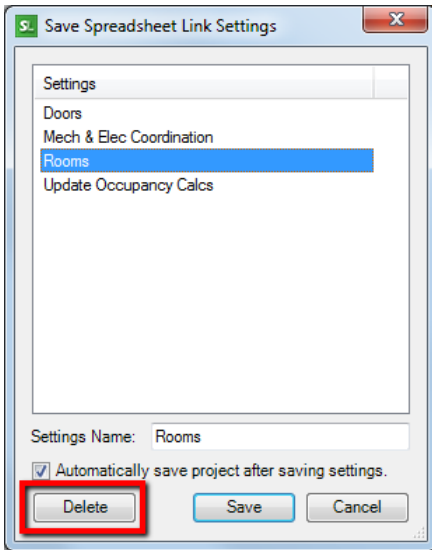 SL Save Spreadsheet Link Settings
Settings
Doors
Mech & Elec Coordination
Rooms
Update Occupancy Calcs
Settings Name: Rooms
Automatically save project after saving settings.
Delete Save Cancel